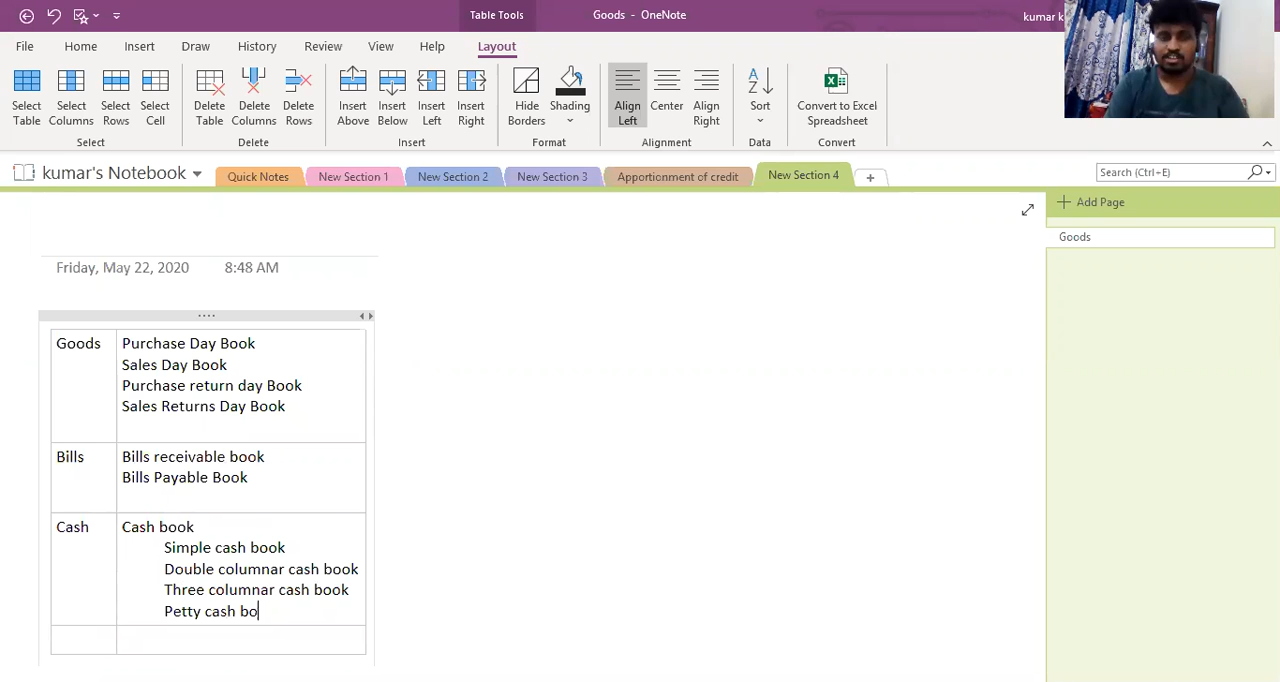 Table Tools
Goods - OneNote
kumar k
File Home Insert Draw History Review View Help Layout
Select Table
Select Columns
Select Rows
Select Cell
Delete Table
Delete Columns
Delete Rows
Insert Above
Insert Below
Insert Left
Insert Right
Hide Borders
Shading
Align Left
Center
Align Right
Sort
Convert to Excel Spreadsheet
Select Delete Insert Format Alignment Data Convert
kumar's Notebook
Quick Notes New Section 1 New Section 2 New Section 3 Apportionment of credit New Section 4
Search (Ctrl+E)
Add Page
Goods
Friday, May 22, 2020 8:48 AM
Goods Purchase Day Book
Sales Day Book
Purchase return day Book
Sales Returns Day Book
Bills Bills receivable book
Bills Payable Book
Cash Cash book
Simple cash book
Double columnar cash book
Three columnar cash book
Petty cash bo